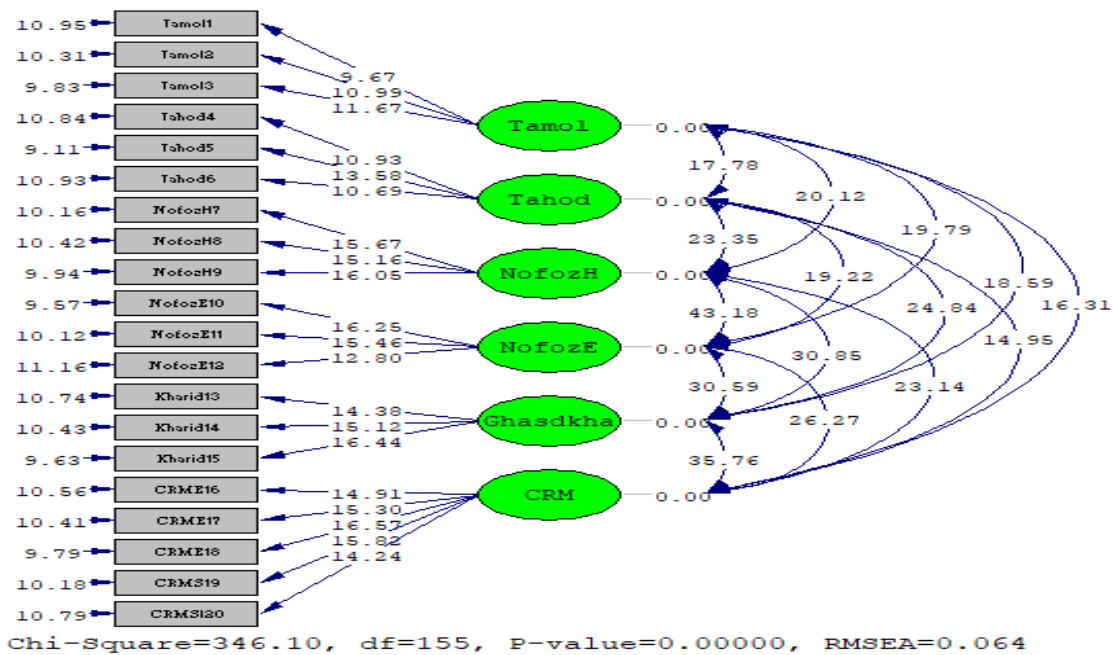 10.95 Tamol1
10.31 Tamol2
9.83 Tamol3
10.84 Tahod4
9.11 Tahod5
10.93 Tahod6
10.16 NofozH7
10.42 NofozH8
9.94 NofozH9
9.57 NofozE10
10.12 NofozE11
11.16 NofozE12
10.74 Kharid13
10.43 Kharid14
9.63 Kharid15
10.56 CRME16
10.41 CRME17
9.79 CRME18
10.18 CRMS19
10.79 CRMSl20
9.67
10.99
11.67
10.93
13.58
10.69
15.67
15.16
16.05
16.25
15.46
12.80
14.38
15.12
16.44
14.91
15.30
16.57
15.82
14.24
Tamol 0.00
Tahod 0.00
NofozH 0.00
NofozE 0.00
Ghasdkha 0.00
CRM 0.00
17.78
20.12
23.35
19.79
19.22
18.59
16.31
43.18
24.84
14.95
30.85
30.59
23.14
26.27
35.76
Chi-Square=346.10, df=155, P-value=0.00000, RMSEA=0.064